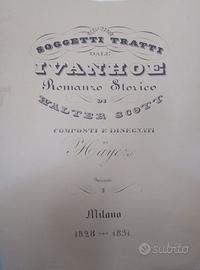 SOGGETTI TRATTI
DALL'
IVANHOE
Romanzo Storico
DI
WALTER SCOTT
COMPOSTI E DISEGNATI
DA
Hayez
Milano
1828 1831
subito